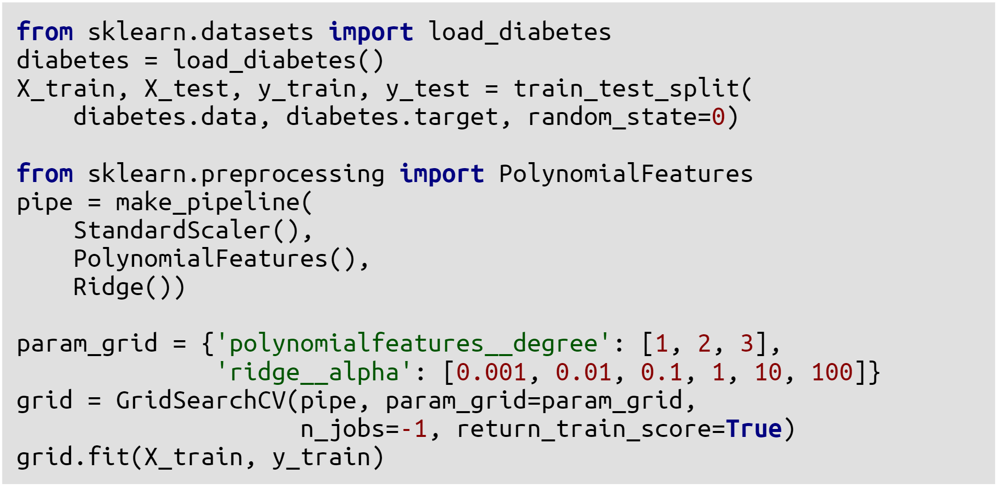 from sklearn.datasets import load_diabetes
diabetes = load_diabetes()
X_train, X_test, y_train, y_test = train_test_split(
    diabetes.data, diabetes.target, random_state=0)

from sklearn.preprocessing import PolynomialFeatures
pipe = make_pipeline(
    StandardScaler(),
    PolynomialFeatures(),
    Ridge())

param_grid = {'polynomialfeatures__degree': [1, 2, 3],
              'ridge__alpha': [0.001, 0.01, 0.1, 1, 10, 100]}
grid = GridSearchCV(pipe, param_grid=param_grid,
                    n_jobs=-1, return_train_score=True)
grid.fit(X_train, y_train)